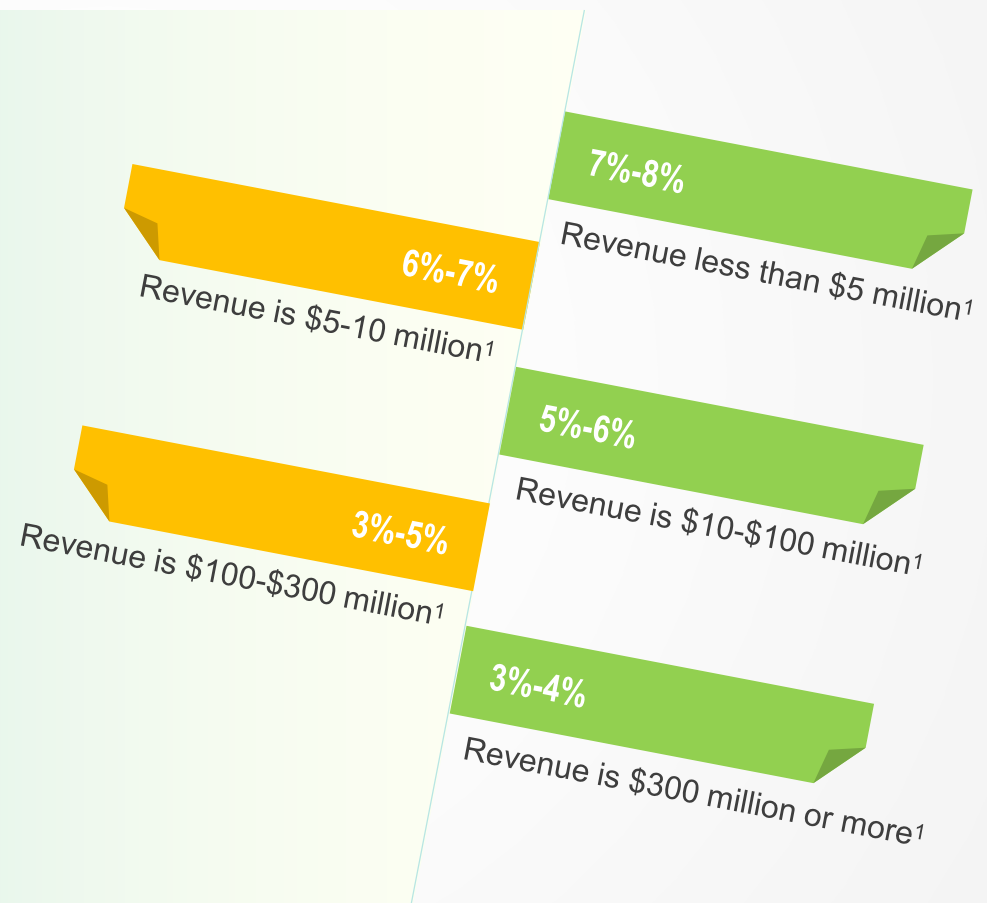 7%-8%
Revenue less than $5 million1
6%-7%
Revenue is $5-10 million1
5%-6%
Revenue is $10-$100 million1
3%-5%
Revenue is $100-$300 million1
3%-4%
Revenue is $300 million or more1